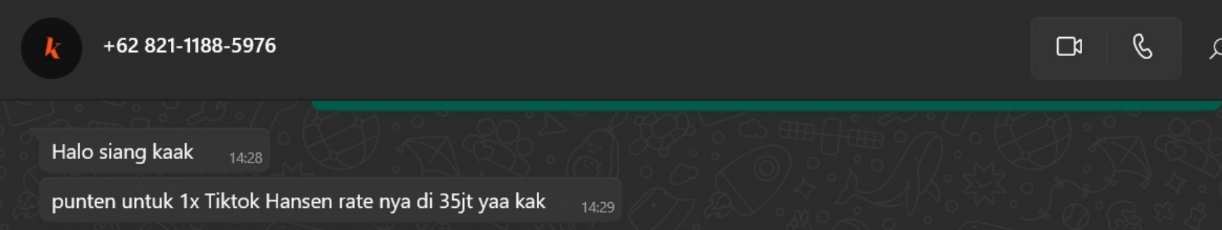 k
+62 821-1188-5976
Halo siang kaak 14:28
punten untuk 1x Tiktok Hansen rate nya di 35jt yaa kak 14:29